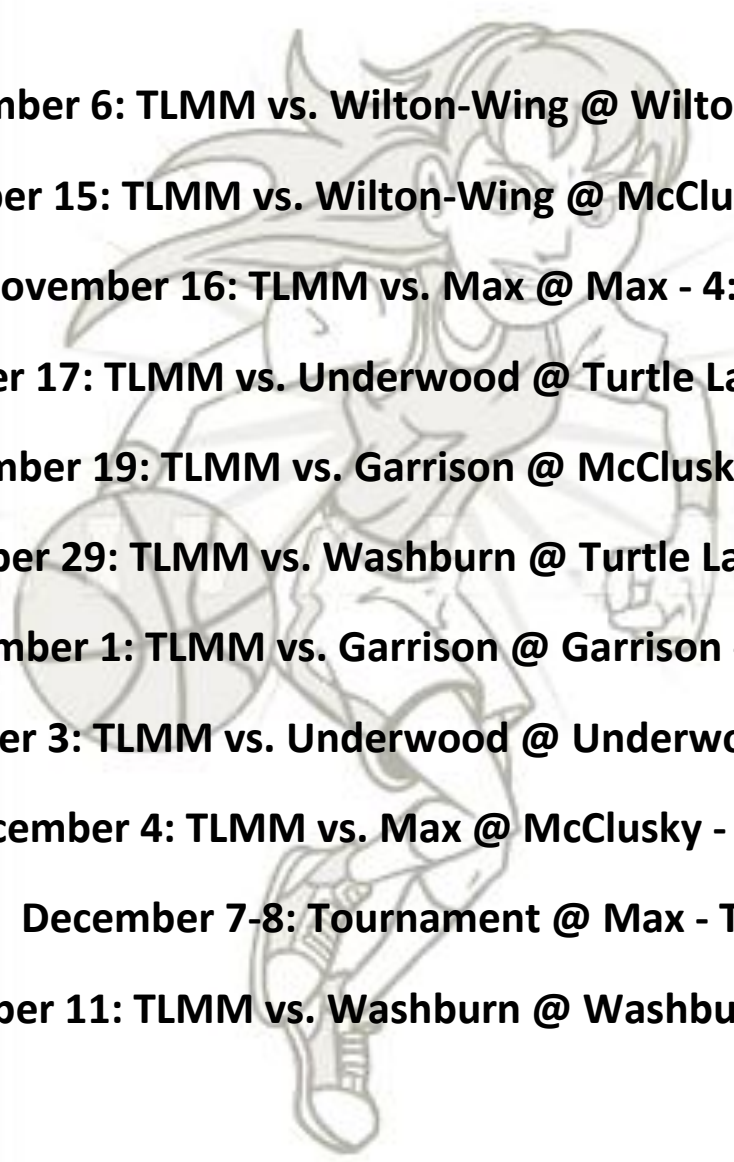 mber 6: TLMM vs. Wilton-Wing @ Wilto
er 15: TLMM vs. Wilton-Wing @ McClu
ovember 16: TLMM vs. Max @ Max - 4:
er 17: TLMM vs. Underwood @ Turtle La
mber 19: TLMM vs. Garrison @ McClusk
ber 29: TLMM vs. Washburn @ Turtle La
mber 1: TLMM vs. Garrison @ Garrison
er 3: TLMM vs. Underwood @ Underwo
cember 4: TLMM vs. Max @ McClusky -
December 7-8: Tournament @ Max - T
ber 11: TLMM vs. Washburn @ Washbu